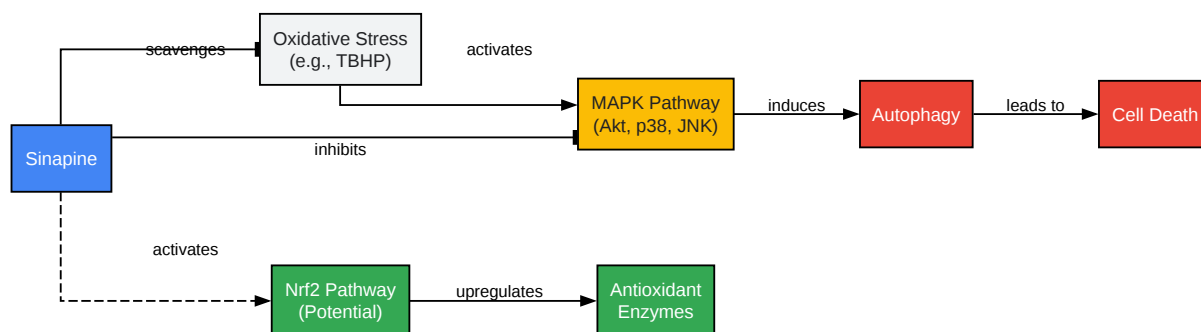 scavenges
Oxidative Stress
(e.g., TBHP)
activates
MAPK Pathway
(Akt, p38, JNK)
induces
Autophagy
leads to
Cell Death
Sinapine
inhibits
activates
Nrf2 Pathway
(Potential)
upregulates
Antioxidant
Enzymes